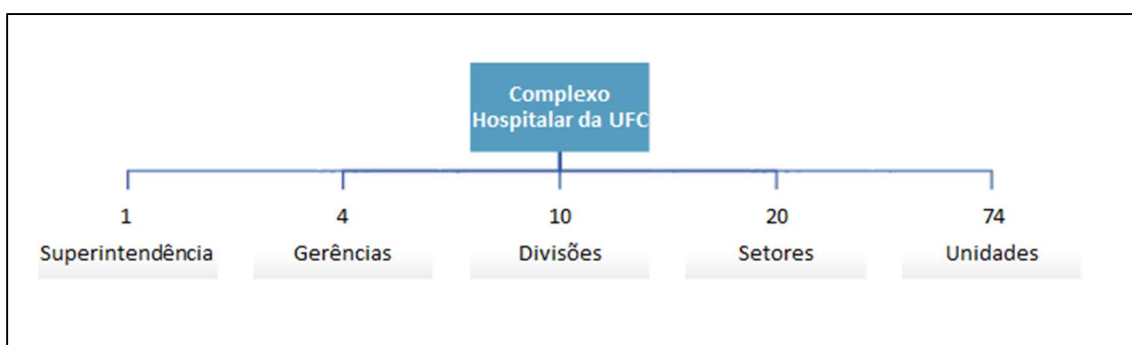 Complexo
Hospitalar da UFC
1 4 10 20 74
Superintendência Gerências Divisões Setores Unidades